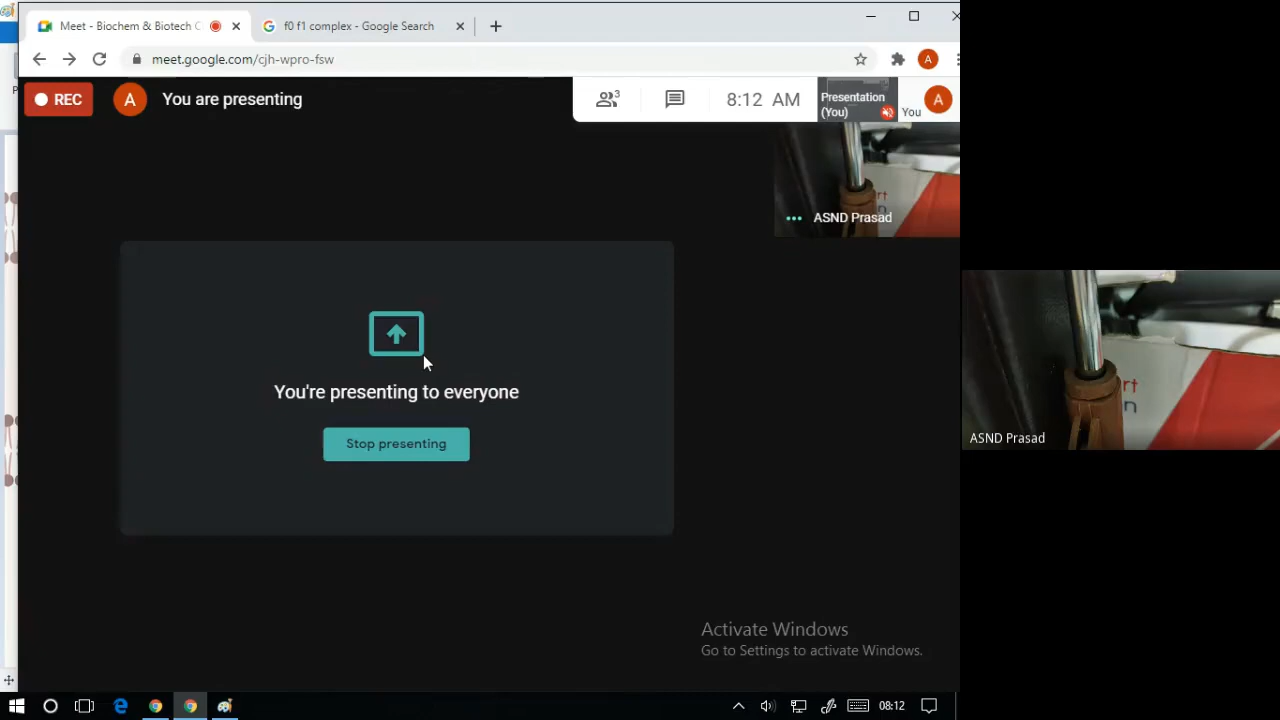 Meet - Biochem & Biotech C
f0 f1 complex - Google Search
meet.google.com/cjh-wpro-fsw
A
REC
A
You are presenting
3
8:12 AM
Presentation
(You)
You
A
ASND Prasad
You're presenting to everyone
Stop presenting
ASND Prasad
Activate Windows
Go to Settings to activate Windows.
08:12